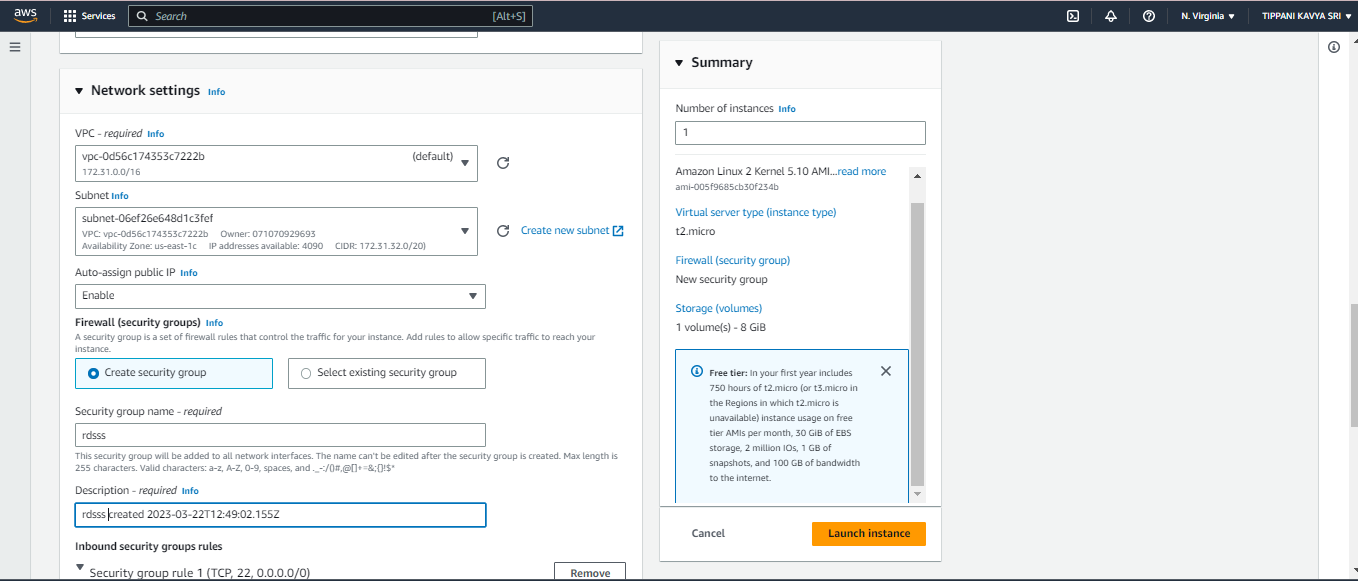 aws
Services
Search
[Alt+S]
N. Virginia
TIPPANI KAVYA SRI
Network settings Info
VPC - required Info
vpc-0d56c174353c7222b (default)
172.31.0.0/16
Subnet Info
subnet-06ef26e648d1c3fef
VPC: vpc-0d56c174353c7222b Owner: 071070929693
Availability Zone: us-east-1c IP addresses available: 4090 CIDR: 172.31.32.0/20)
Create new subnet
Auto-assign public IP Info
Enable
Firewall (security groups) Info
A security group is a set of firewall rules that control the traffic for your instance. Add rules to allow specific traffic to reach your
instance.
Create security group
Select existing security group
Security group name - required
rdsss
This security group will be added to all network interfaces. The name can't be edited after the security group is created. Max length is
255 characters. Valid characters: a-z, A-Z, 0-9, spaces, and ._-:/()#,@[]+=&;{}!$*
Description - required Info
rdsss created 2023-03-22T12:49:02.155Z
Inbound security groups rules
Security group rule 1 (TCP, 22, 0.0.0.0/0)
Remove
Summary
Number of instances Info
1
Amazon Linux 2 Kernel 5.10 AMI...read more
ami-005f9685cb30f234b
Virtual server type (instance type)
t2.micro
Firewall (security group)
New security group
Storage (volumes)
1 volume(s) - 8 GiB
Free tier: In your first year includes
750 hours of t2.micro (or t3.micro in
the Regions in which t2.micro is
unavailable) instance usage on free
tier AMIs per month, 30 GiB of EBS
storage, 2 million IOs, 1 GB of
snapshots, and 100 GB of bandwidth
to the internet.
Cancel
Launch instance